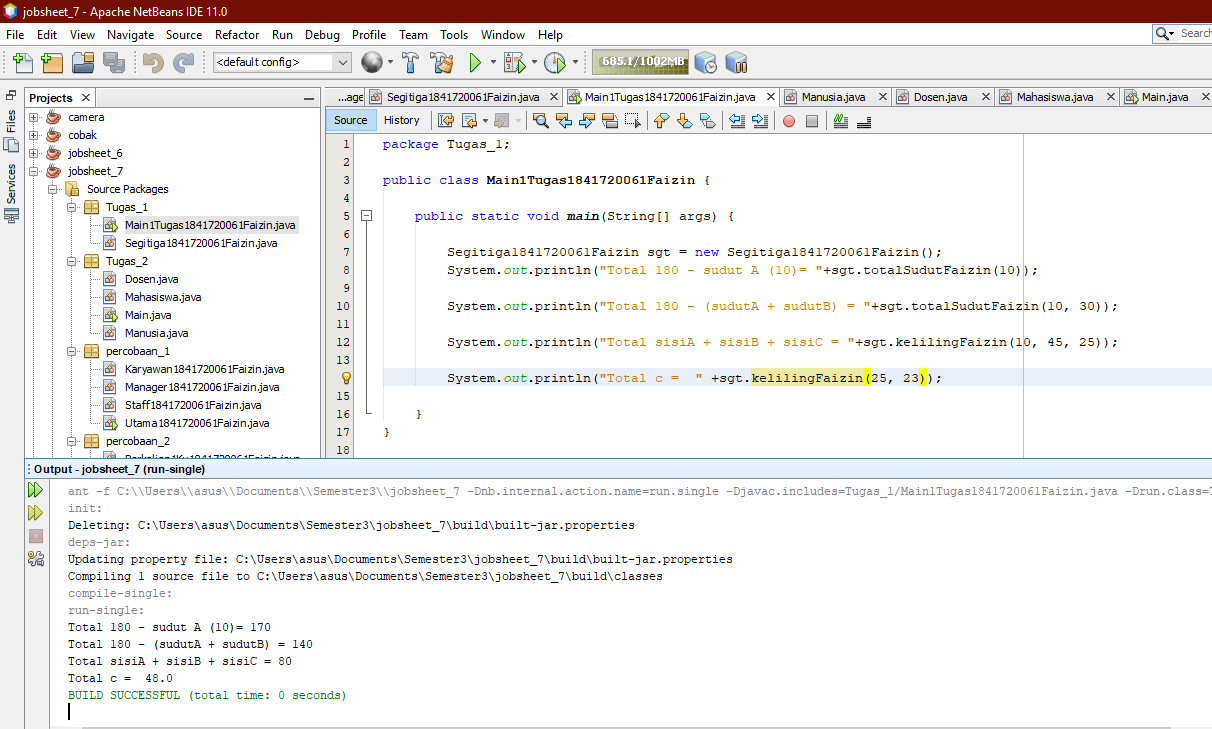 jobsheet_7 - Apache NetBeans IDE 11.0
File Edit View Navigate Source Refactor Run Debug Profile Team Tools Window Help
Search
<default config>
685.1/1002MB
Projects
Files
Services
camera
cobak
jobsheet_6
jobsheet_7
Source Packages
Tugas_1
Main1Tugas1841720061Faizin.java
Segitiga1841720061Faizin.java
Tugas_2
Dosen.java
Mahasiswa.java
Main.java
Manusia.java
percobaan_1
Karyawan1841720061Faizin.java
Manager1841720061Faizin.java
Staff1841720061Faizin.java
Utama1841720061Faizin.java
percobaan_2
...age Segitiga1841720061Faizin.java Main1Tugas1841720061Faizin.java Manusia.java Dosen.java Mahasiswa.java Main.java
Source History
1 package Tugas_1;
2
3 public class Main1Tugas1841720061Faizin {
4
5 public static void main(String[] args) {
6
7 Segitiga1841720061Faizin sgt = new Segitiga1841720061Faizin();
8 System.out.println("Total 180 - sudut A (10)= "+sgt.totalSudutFaizin(10));
9
10 System.out.println("Total 180 - (sudutA + sudutB) = "+sgt.totalSudutFaizin(10, 30));
11
12 System.out.println("Total sisiA + sisiB + sisiC = "+sgt.kelilingFaizin(10, 45, 25));
13
System.out.println("Total c =  " +sgt.kelilingFaizin(25, 23));
15
16 }
17 }
18
Output - jobsheet_7 (run-single)
ant -f C:\\Users\\asus\\Documents\\Semester3\\jobsheet_7 -Dnb.internal.action.name=run.single -Djavac.includes=Tugas_1/Main1Tugas1841720061Faizin.java -Drun.class=
init:
Deleting: C:\Users\asus\Documents\Semester3\jobsheet_7\build\built-jar.properties
deps-jar:
Updating property file: C:\Users\asus\Documents\Semester3\jobsheet_7\build\built-jar.properties
Compiling 1 source file to C:\Users\asus\Documents\Semester3\jobsheet_7\build\classes
compile-single:
run-single:
Total 180 - sudut A (10)= 170
Total 180 - (sudutA + sudutB) = 140
Total sisiA + sisiB + sisiC = 80
Total c =  48.0
BUILD SUCCESSFUL (total time: 0 seconds)